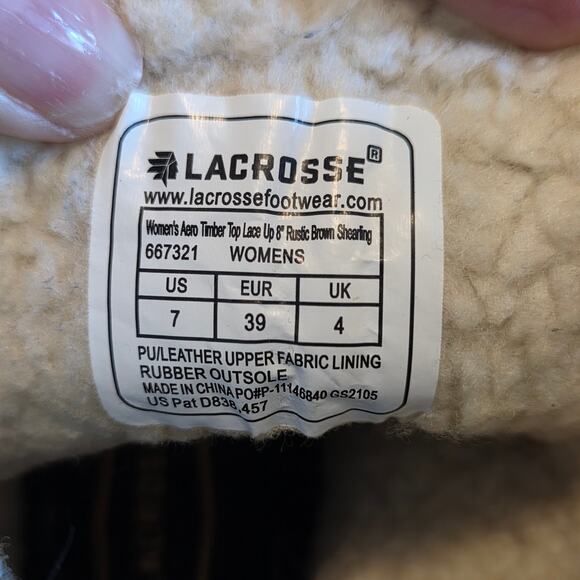 LACROSSE®
www.lacrossefootwear.com
Women's Aero Timber Top Lace Up 8" Rustic Brown Shearling
667321 WOMENS
US EUR UK
7 39 4
PU/LEATHER UPPER FABRIC LINING
RUBBER OUTSOLE
MADE IN CHINA PO#P-11146840 GS2105
US Pat D838,457